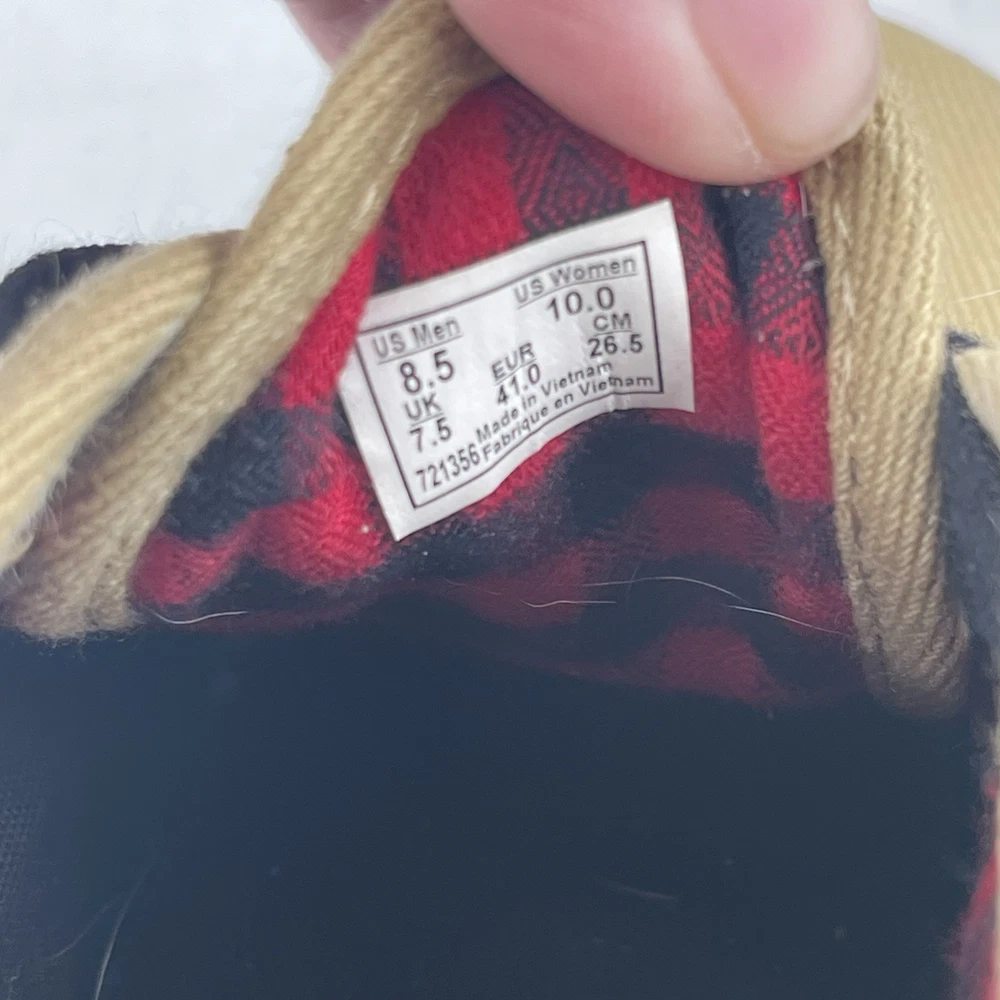 US Men
8.5
US Women
10.0
UK
7.5
EUR
41.0
CM
26.5
Made in Vietnam
721356 Fabrique en Vietnam